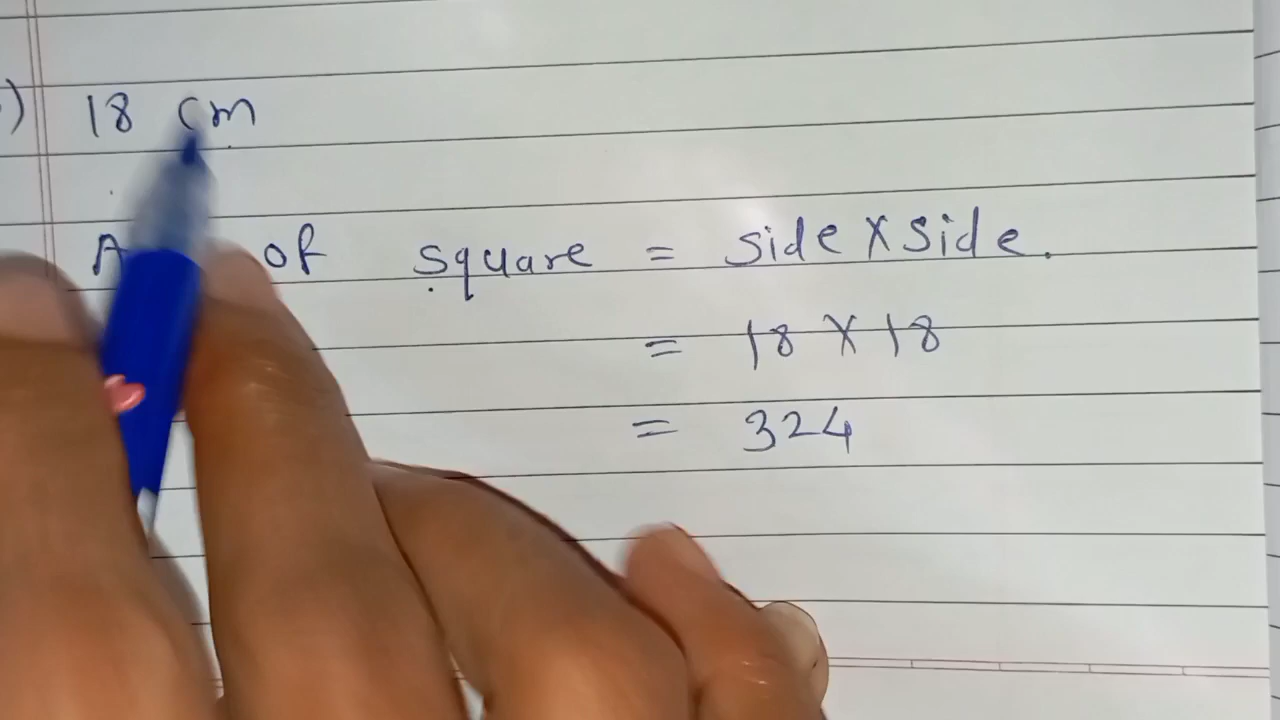 ) 18 cm
of square = side x side.
= 18 x 18
= 324